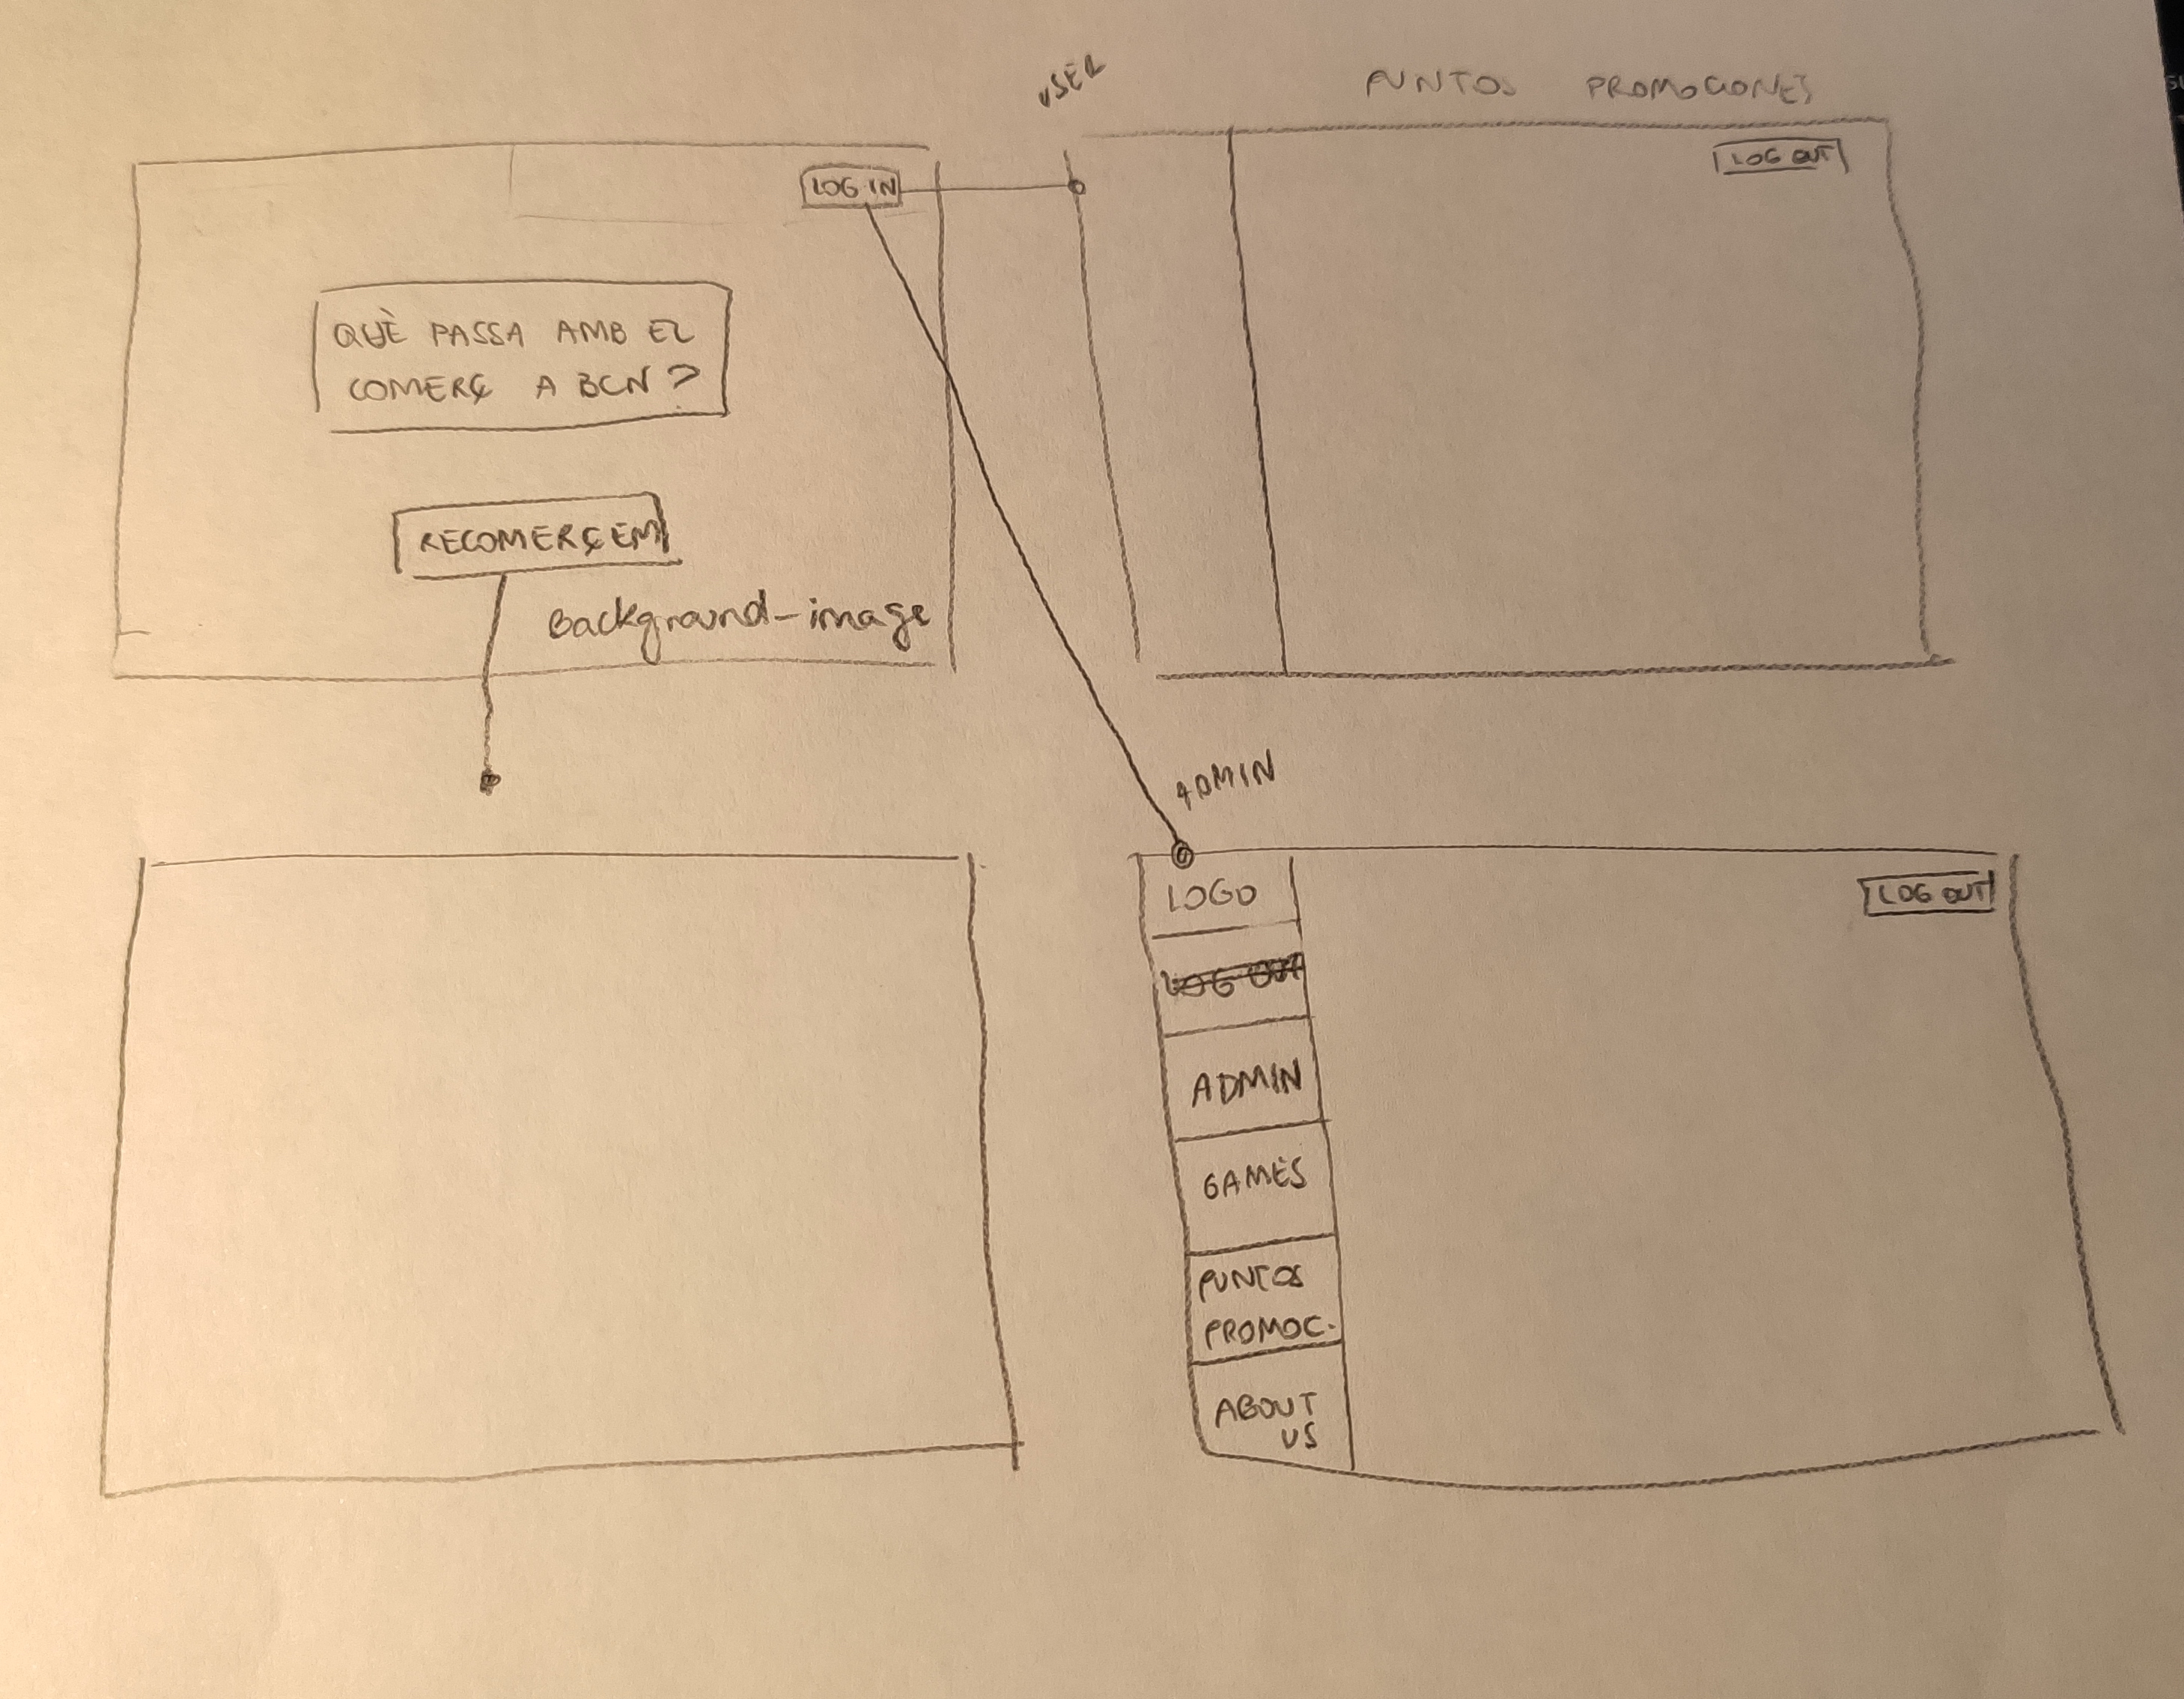 USER
PUNTOS PROMOCIONES
LOG IN
LOG OUT
QUÈ PASSA AMB EL
COMERÇ A BCN?
RECOMERÇEM
Background-image
ADMIN
LOGO
LOG OUT
LOG OUT
ADMIN
GAMES
PUNTOS
PROMOC.
ABOUT
US